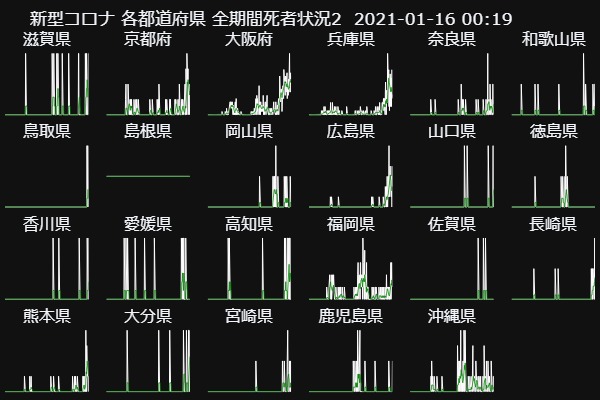 新型コロナ 各都道府県 全期間死者状況2 2021-01-16 00:19
滋賀県 京都府 大阪府 兵庫県 奈良県 和歌山県
鳥取県 島根県 岡山県 広島県 山口県 徳島県
香川県 愛媛県 高知県 福岡県 佐賀県 長崎県
熊本県 大分県 宮崎県 鹿児島県 沖縄県